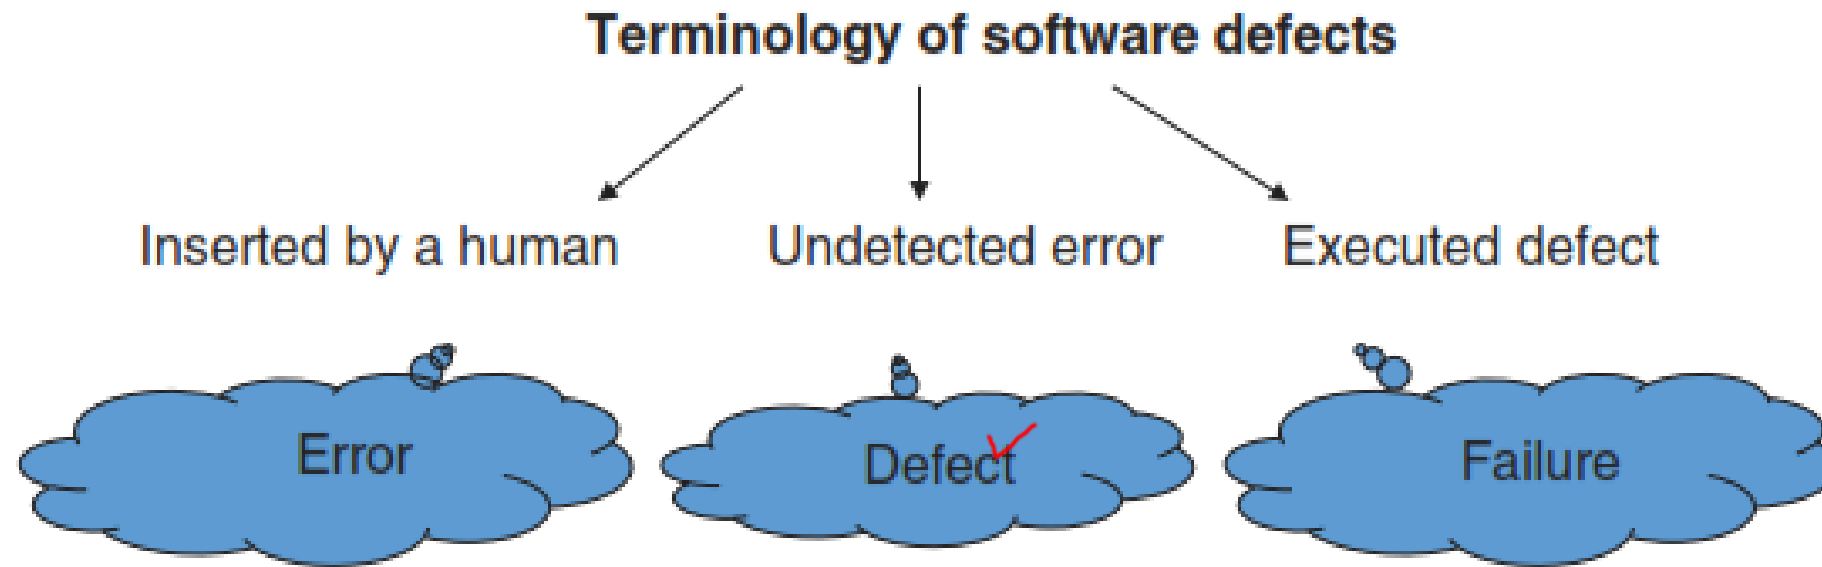 Terminology of software defects
Inserted by a human
Undetected error
Executed defect
Error
Defect
Failure